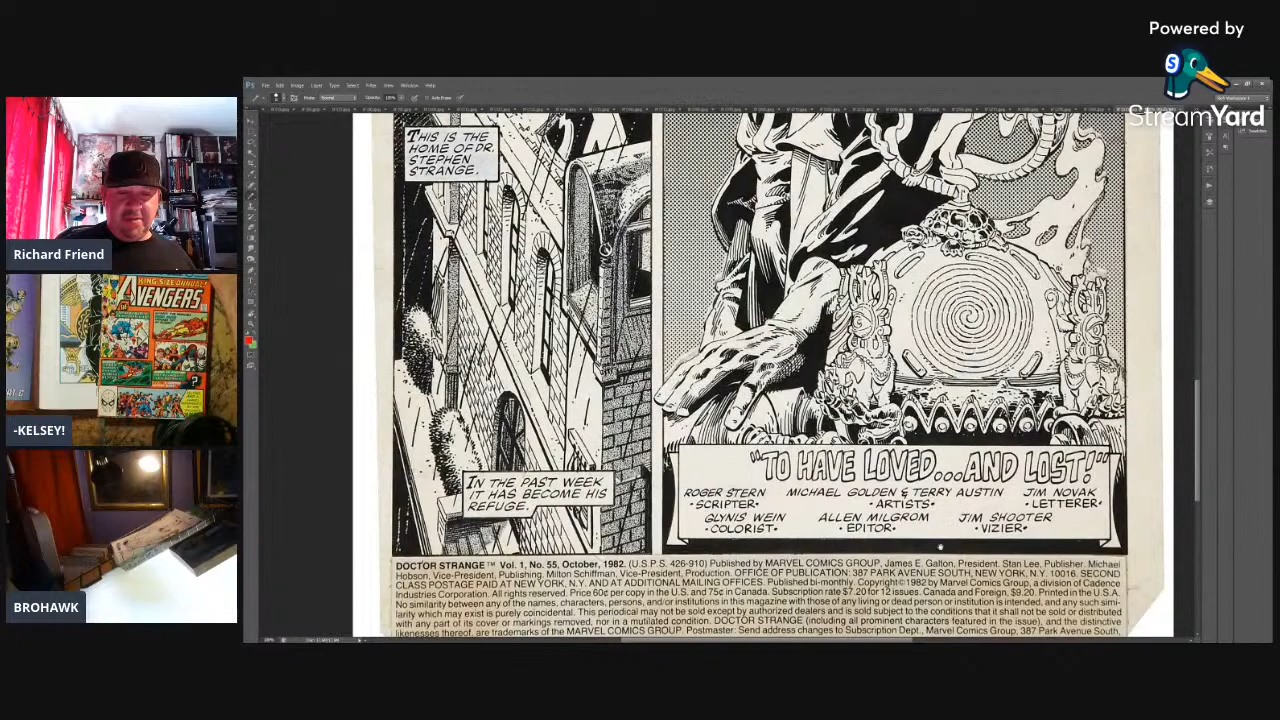 Powered by
StreamYard
Richard Friend
KING-SIZE ANNUAL!
AVENGERS
-KELSEY!
BROHAWK
THIS IS THE
HOME OF DR.
STEPHEN
STRANGE.
IN THE PAST WEEK
IT HAS BECOME HIS
REFUGE.
"TO HAVE LOVED...AND LOST!"
ROGER STERN MICHAEL GOLDEN & TERRY AUSTIN JIM NOVAK
•SCRIPTER• •ARTISTS• •LETTERER•
GLYNIS WEIN ALLEN MILGROM JIM SHOOTER
•COLORIST• •EDITOR• •VIZIER•
DOCTOR STRANGE™ Vol. 1, No. 55, October, 1982. (U.S.P.S. 426-910) Published by MARVEL COMICS GROUP, James E. Galton, President. Stan Lee, Publisher. Michael
Hobson, Vice-President, Publishing. Milton Schiffman, Vice-President, Production. OFFICE OF PUBLICATION: 387 PARK AVENUE SOUTH, NEW YORK, N.Y. 10016. SECOND
CLASS POSTAGE PAID AT NEW YORK, N.Y. AND AT ADDITIONAL MAILING OFFICES. Published bi-monthly. Copyright © 1982 by Marvel Comics Group, a division of Cadence
Industries Corporation. All rights reserved. Price 60¢ per copy in the U.S. and 75¢ in Canada. Subscription rate $7.20 for 12 issues. Canada and Foreign, $9.20. Printed in the U.S.A.
No similarity between any of the names, characters, persons, and/or institutions in this magazine with those of any living or dead person or institution is intended, and any such simi-
larity which may exist is purely coincidental. This periodical may not be sold except by authorized dealers and is sold subject to the conditions that it shall not be sold or distributed
with any part of its cover or markings removed, nor in a mutilated condition. DOCTOR STRANGE (including all prominent characters featured in the issue), and the distinctive
likenesses thereof, are trademarks of the MARVEL COMICS GROUP. Postmaster: Send address changes to Subscription Dept., Marvel Comics Group, 387 Park Avenue South,